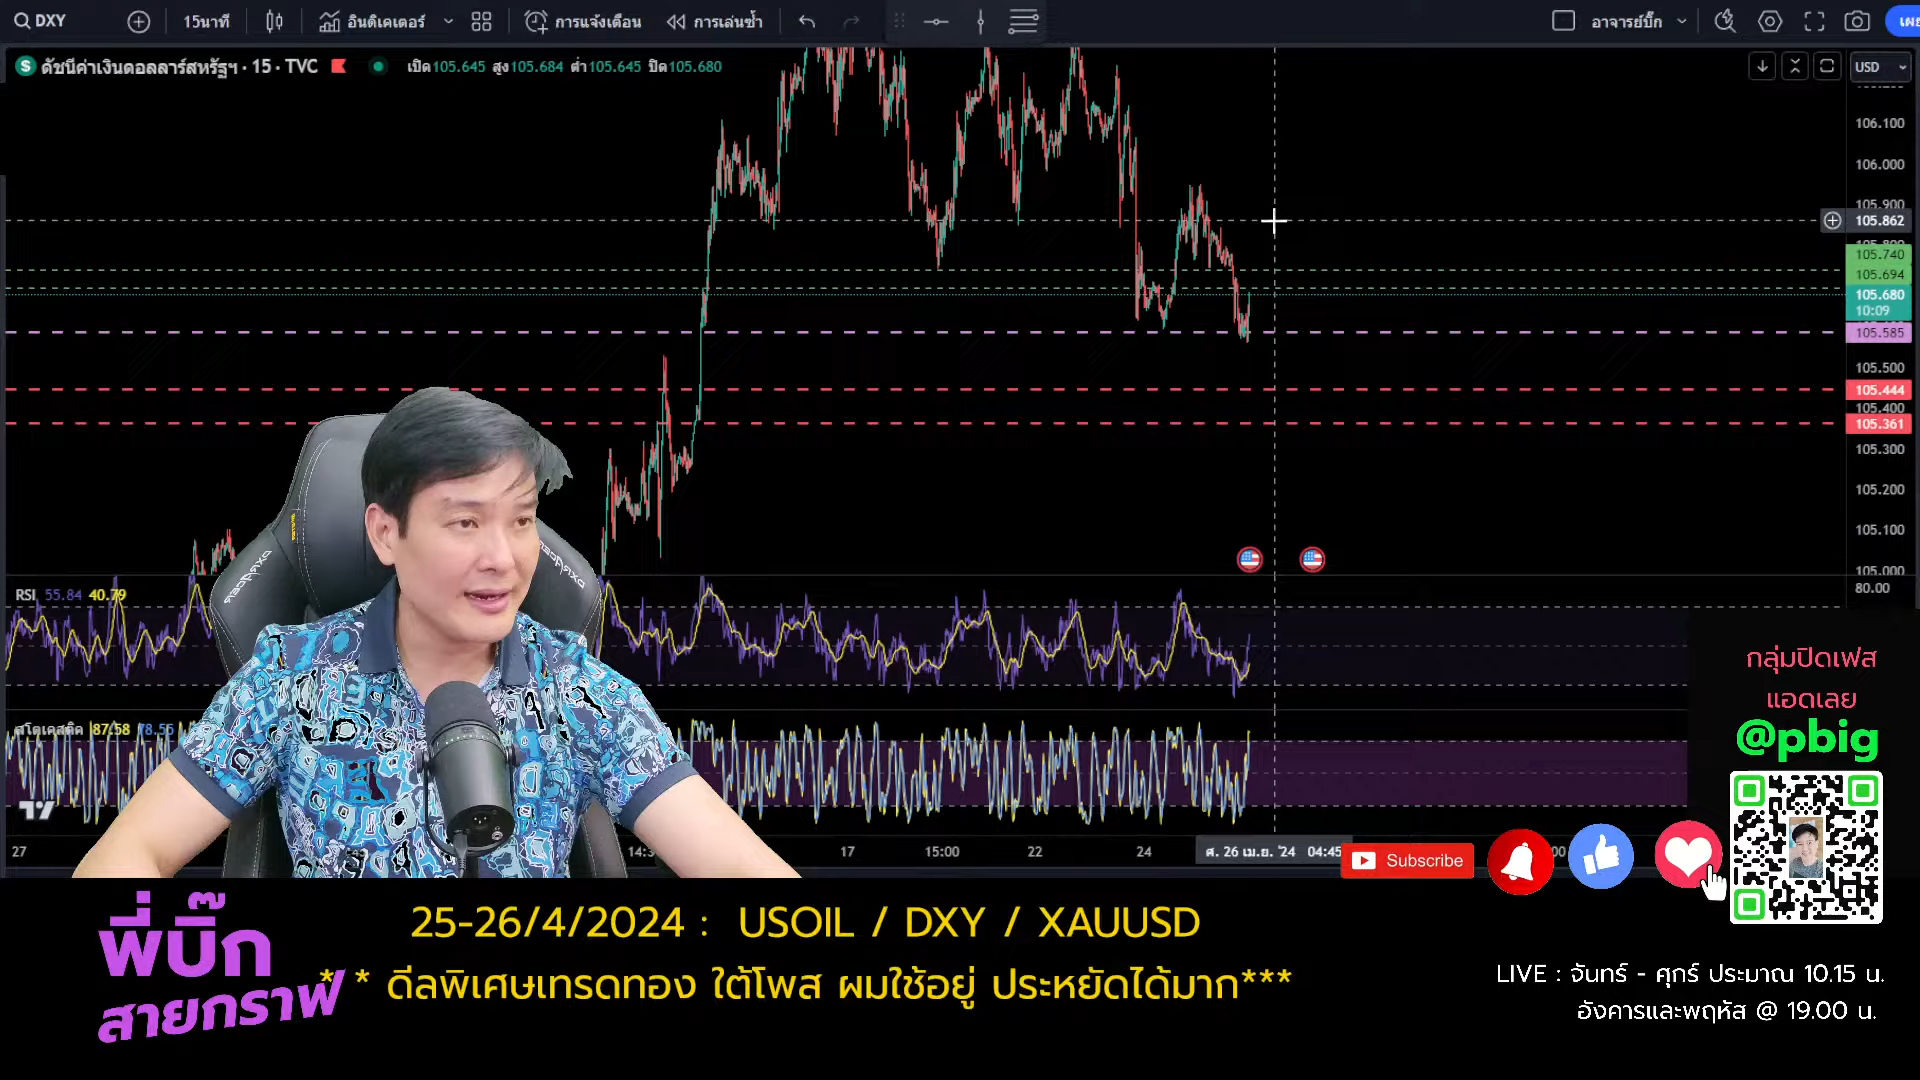 DXY
15นาที
อินดิเคเตอร์
การแจ้งเตือน
การเล่นซ้ำ
อาจารย์บิ๊ก
ดัชนีค่าเงินดอลลาร์สหรัฐฯ · 15 · TVC
เปิด105.645 สูง105.684 ต่ำ105.645 ปิด105.680
USD
106.100
106.000
105.900
105.862
105.740
105.694
105.680
10:09
105.585
105.500
105.444
105.400
105.361
105.300
105.200
105.100
105.000
RSI 55.84 40.79
80.00
สโตแคสติค 87.58 78.55
DXRACER
DXRACER
27
17
15:00
22
24
ศ. 26 เม.ย. '24 04:45
กลุ่มปิดเฟส
แอดเลย
@pbig
Subscribe
พี่บิ๊ก
สายกราฟ
25-26/4/2024 : USOIL / DXY / XAUUSD
* * ดีลพิเศษเทรดทอง ใต้โพส ผมใช้อยู่ ประหยัดได้มาก***
LIVE : จันทร์ - ศุกร์ ประมาณ 10.15 น.
อังคารและพฤหัส @ 19.00 น.